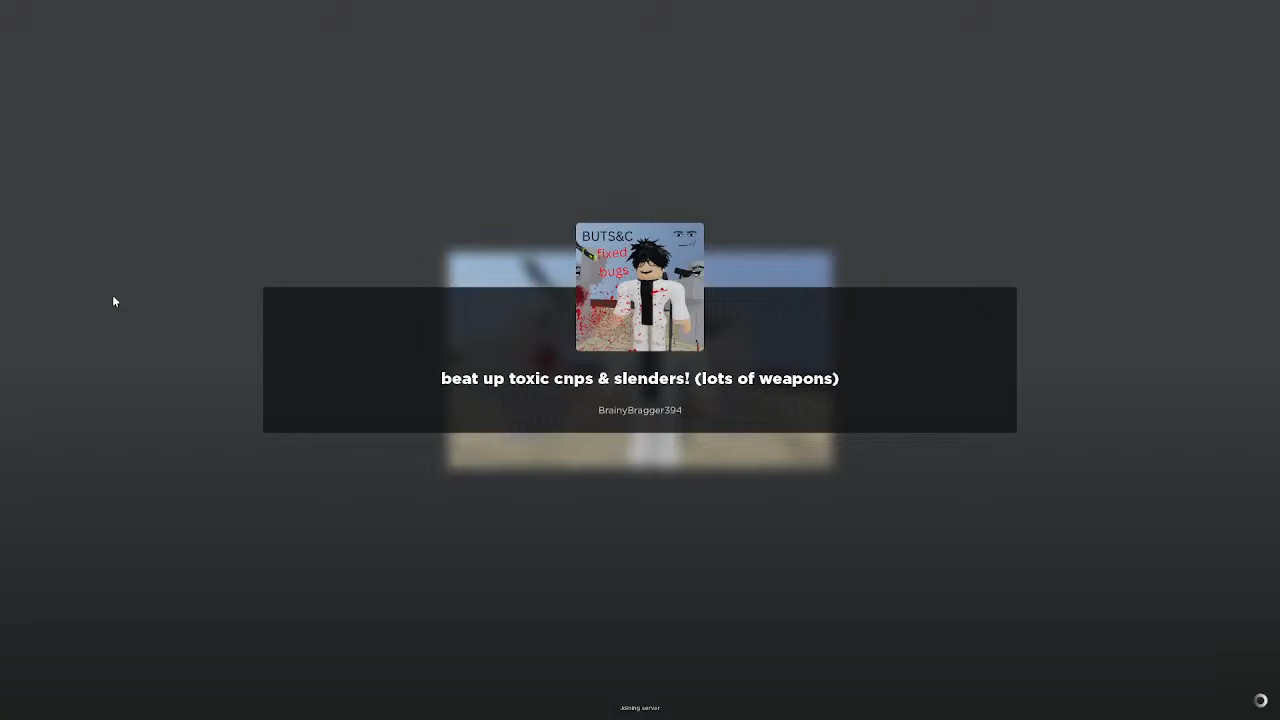 BUTS&C
fixed
bugs
beat up toxic cnps & slenders! (lots of weapons)
BrainyBragger394
Joining server